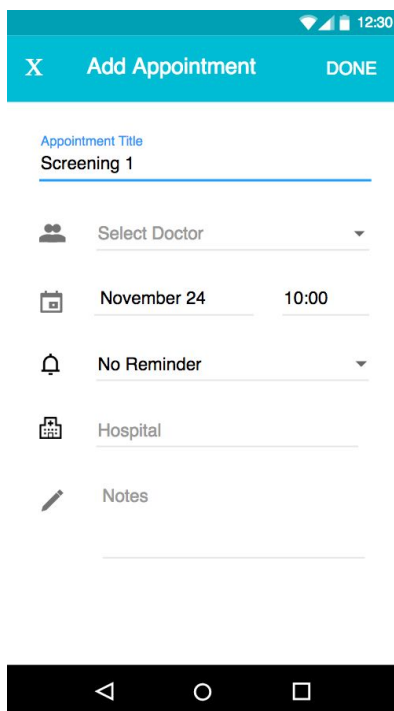 12:30
X Add Appointment DONE
Appointment Title
Screening 1
Select Doctor
November 24 10:00
No Reminder
Hospital
Notes